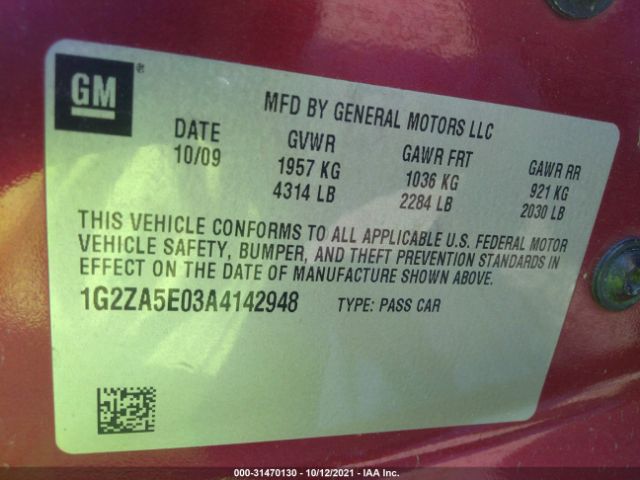 GM®
MFD BY GENERAL MOTORS LLC
DATE GVWR GAWR FRT GAWR RR
10/09 1957 KG 1036 KG 921 KG
4314 LB 2284 LB 2030 LB
THIS VEHICLE CONFORMS TO ALL APPLICABLE U.S. FEDERAL MOTOR
VEHICLE SAFETY, BUMPER, AND THEFT PREVENTION STANDARDS IN
EFFECT ON THE DATE OF MANUFACTURE SHOWN ABOVE.
1G2ZA5E03A4142948 TYPE: PASS CAR
000-31470130 - 10/12/2021 - IAA Inc.